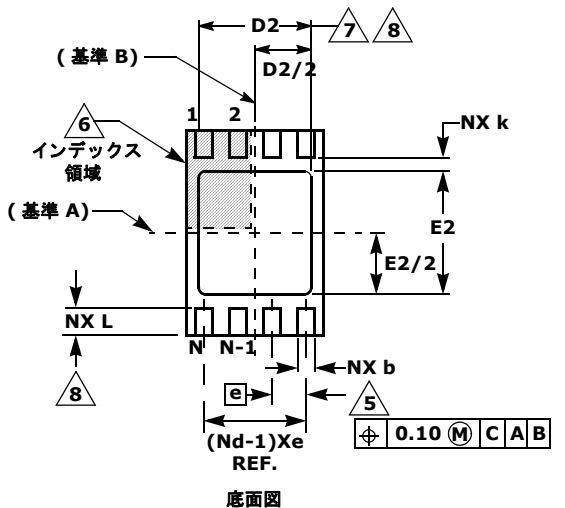 D2
7
8
D2/2
( 基準 B)
6
1
2
NX k
インデックス
領域
( 基準 A)
E2
E2/2
NX L
N
N-1
8
NX b
e
5
(Nd-1)Xe
REF.
⌖ 0.10 Ⓜ C A B
底面図